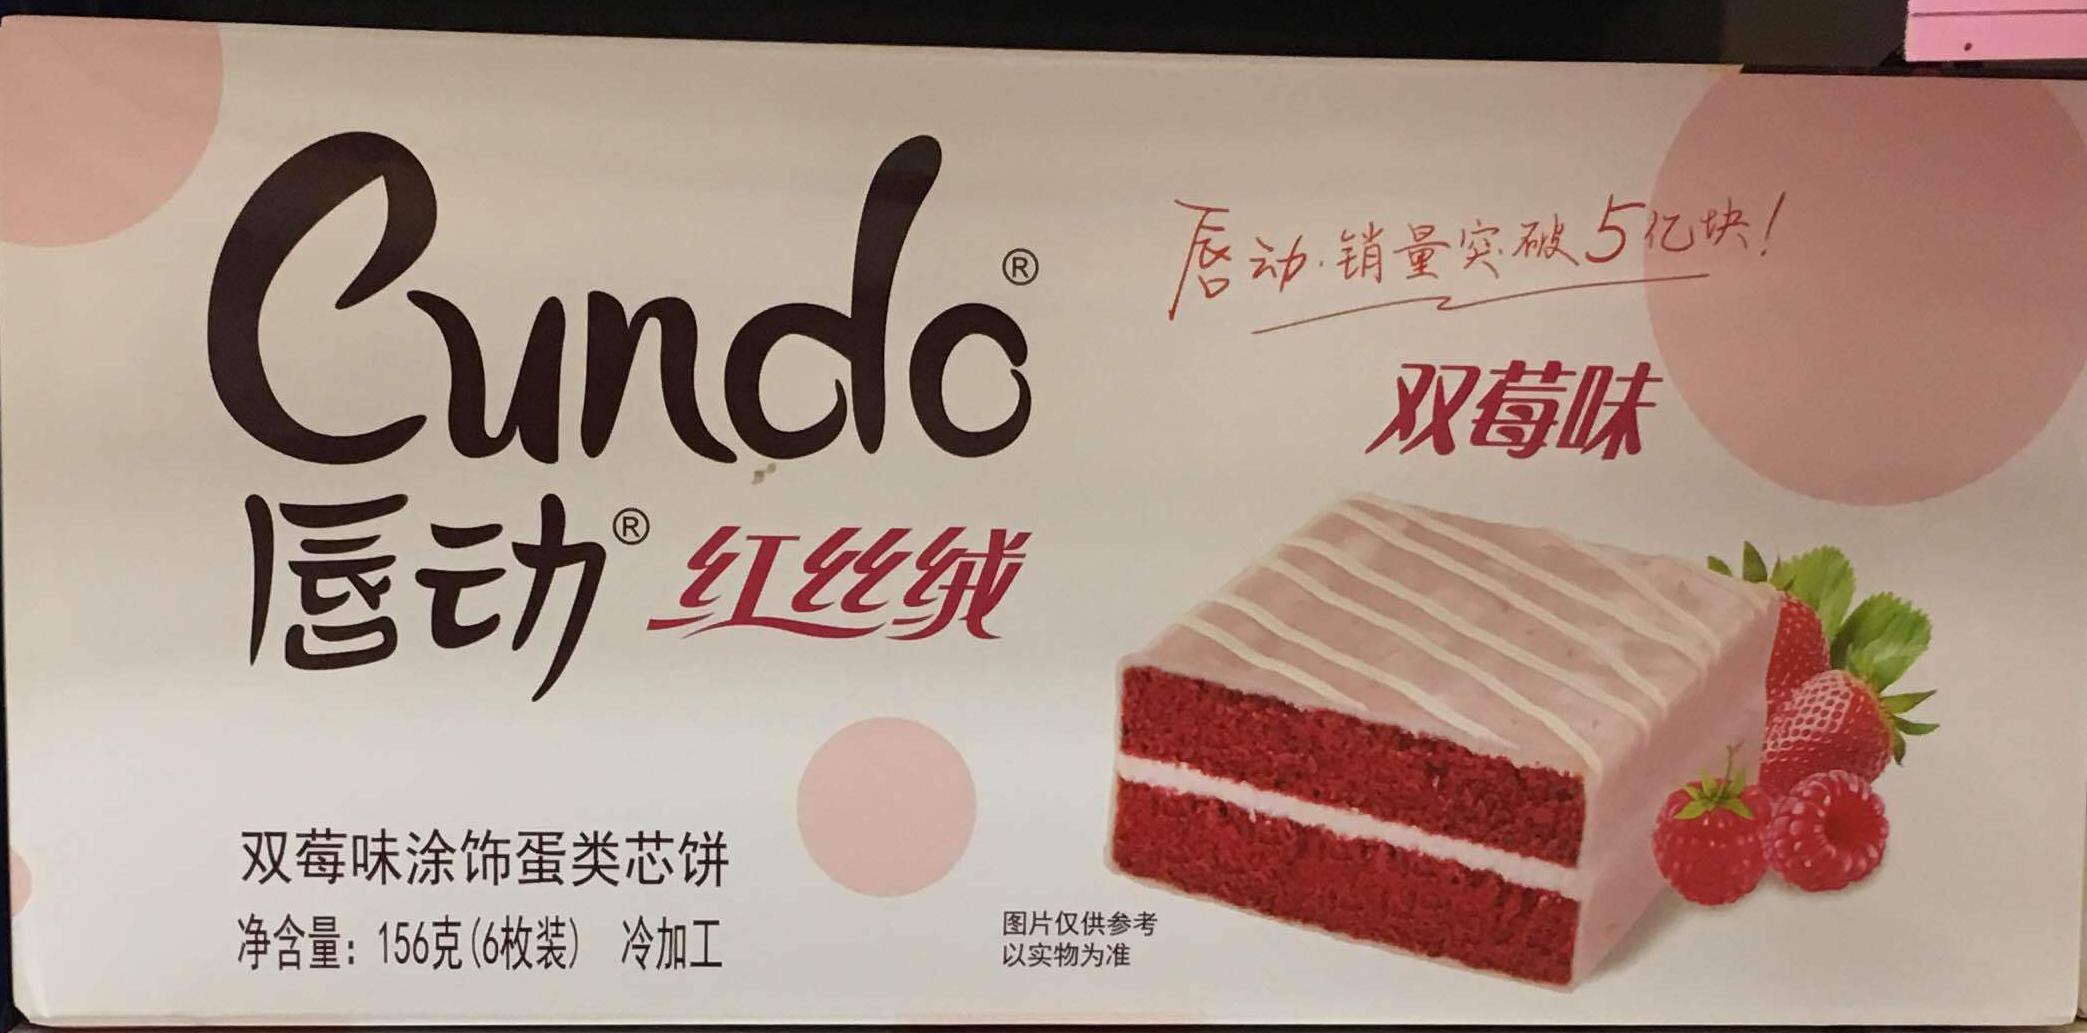 Cundo®
唇动·销量突破5亿块!
双莓味
唇动® 红丝绒
双莓味涂饰蛋类芯饼
净含量：156克(6枚装) 冷加工
图片仅供参考
以实物为准